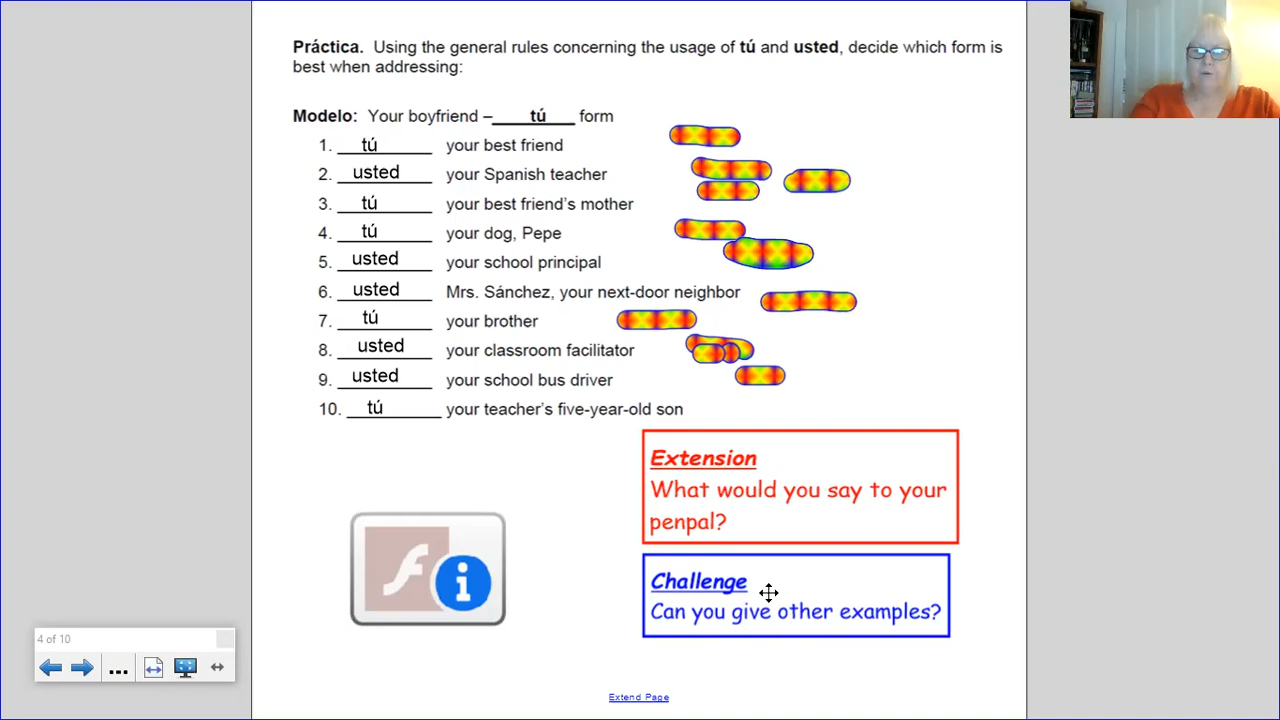 Práctica. Using the general rules concerning the usage of tú and usted, decide which form is
best when addressing:
Modelo: Your boyfriend –____tú____ form
1. tú your best friend
2. usted your Spanish teacher
3. tú your best friend's mother
4. tú your dog, Pepe
5. usted your school principal
6. usted Mrs. Sánchez, your next-door neighbor
7. tú your brother
8. usted your classroom facilitator
9. usted your school bus driver
10. tú your teacher's five-year-old son
Extension
What would you say to your
penpal?
Challenge
Can you give other examples?
4 of 10
Extend Page